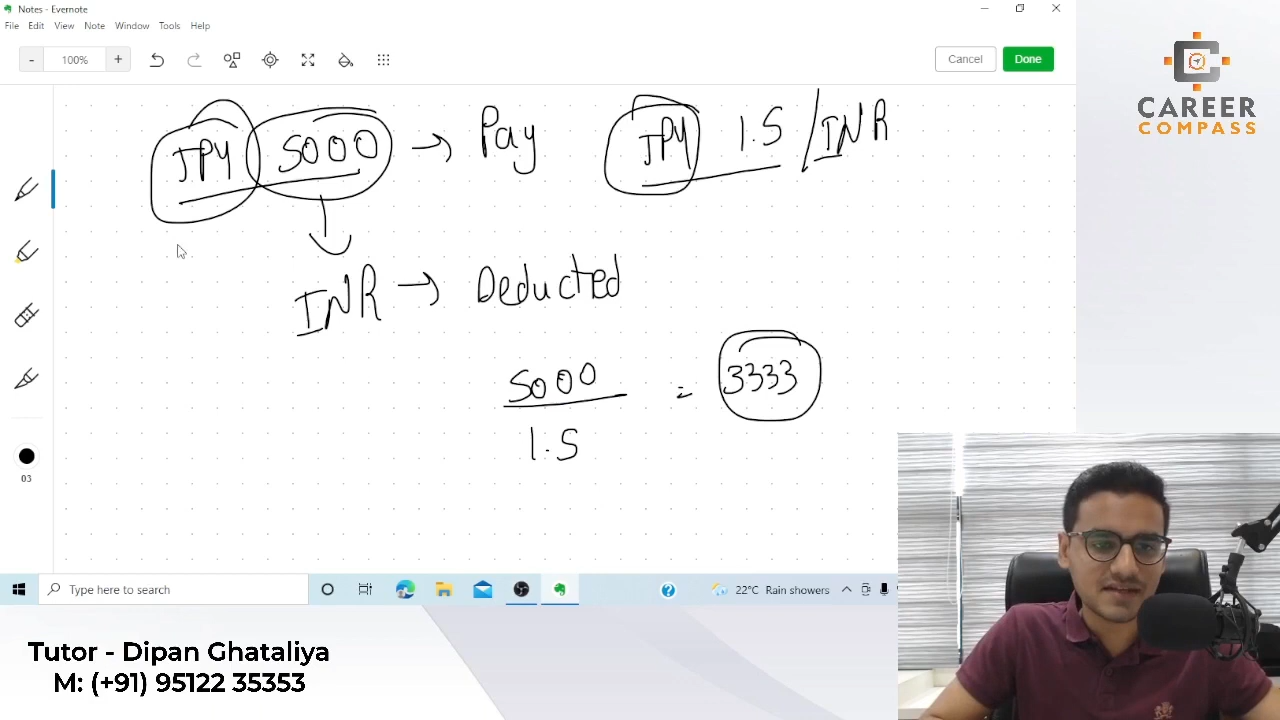 Notes - Evernote
File Edit View Note Window Tools Help
- 100% +
Cancel Done
JPY 5000 → Pay JPY 1.5 / INR
INR → Deducted
5000
1.5
= 3333
03
CAREER
COMPASS
Type here to search
22°C Rain showers
Tutor - Dipan Ghataliya
M: (+91) 95122 35353